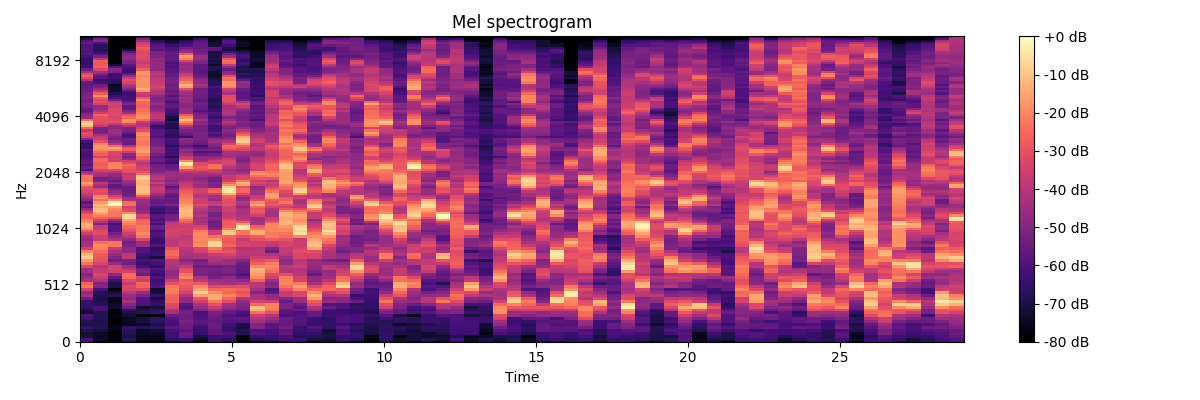 Mel spectrogram
Hz
8192
4096
2048
1024
512
0
0 5 10 15 20 25
Time
+0 dB
-10 dB
-20 dB
-30 dB
-40 dB
-50 dB
-60 dB
-70 dB
-80 dB